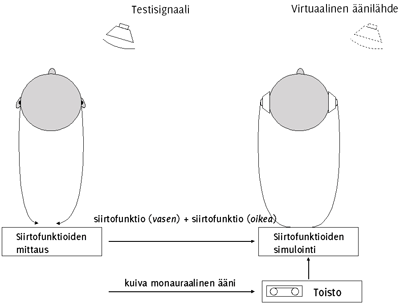 Testisignaali
Virtuaalinen äänilähde
siirtofunktio (vasen) + siirtofunktio (oikea)
Siirtofunktioiden
mittaus
Siirtofunktioiden
simulointi
kuiva monauraalinen ääni
Toisto